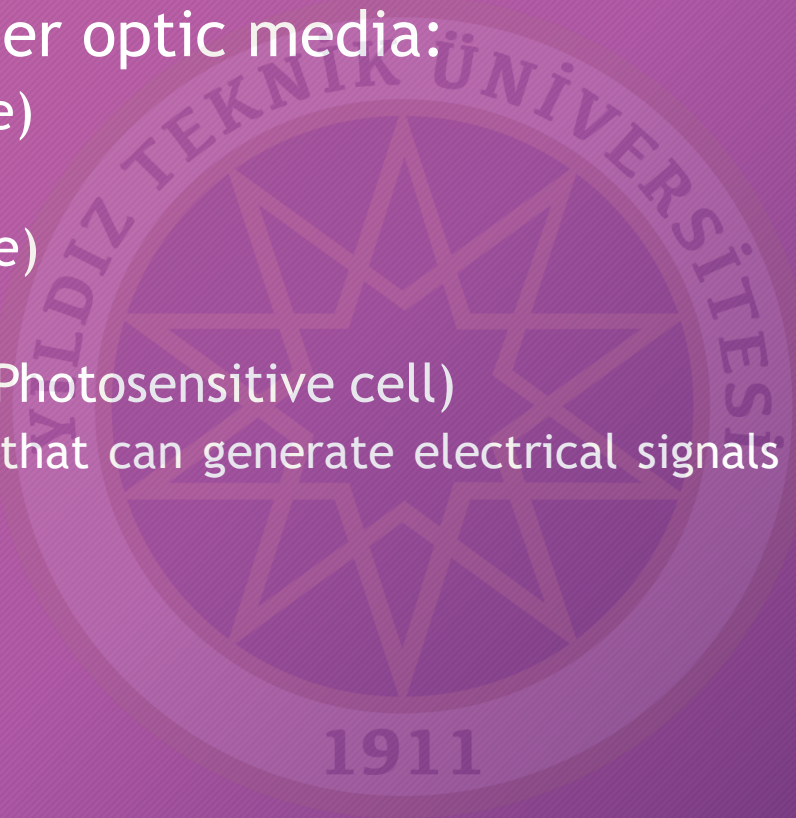 er optic media:
e)
e)
Photosensitive cell)
that can generate electrical signals
YILDIZ TEKNİK ÜNİVERSİTESİ
1911